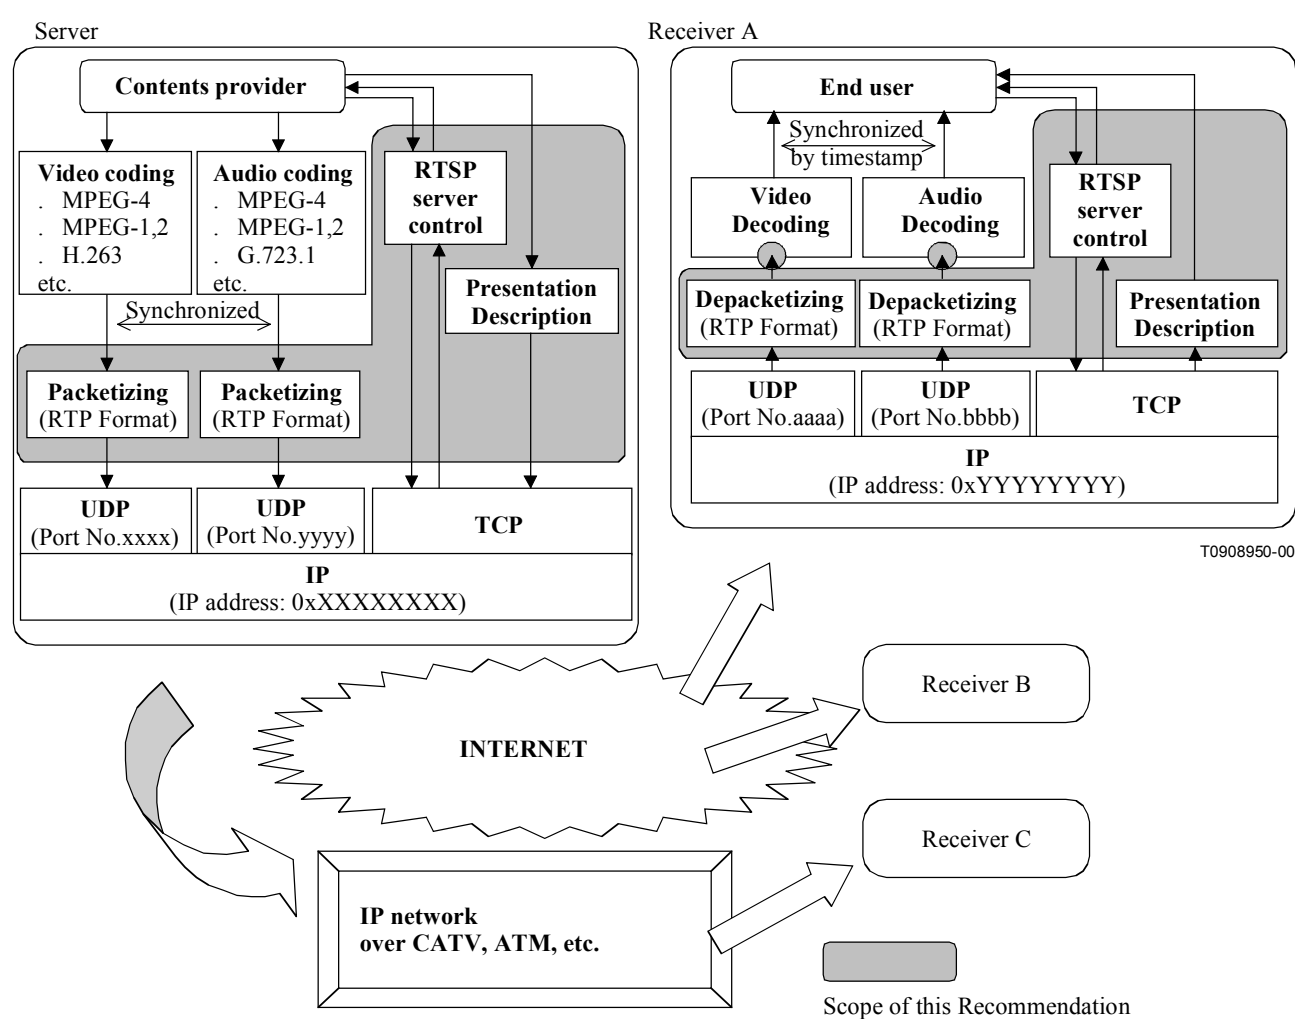 Server
Contents provider
Video coding
. MPEG-4
. MPEG-1,2
. H.263
etc.
Audio coding
. MPEG-4
. MPEG-1,2
. G.723.1
etc.
RTSP
server
control
Synchronized
Presentation
Description
Packetizing
(RTP Format)
Packetizing
(RTP Format)
UDP
(Port No.xxxx)
UDP
(Port No.yyyy)
TCP
IP
(IP address: 0xXXXXXXXX)
Receiver A
End user
Synchronized
by timestamp
Video
Decoding
Audio
Decoding
RTSP
server
control
Depacketizing
(RTP Format)
Depacketizing
(RTP Format)
Presentation
Description
UDP
(Port No.aaaa)
UDP
(Port No.bbbb)
TCP
IP
(IP address: 0xYYYYYYYY)
T0908950-00
INTERNET
Receiver B
Receiver C
IP network
over CATV, ATM, etc.
Scope of this Recommendation